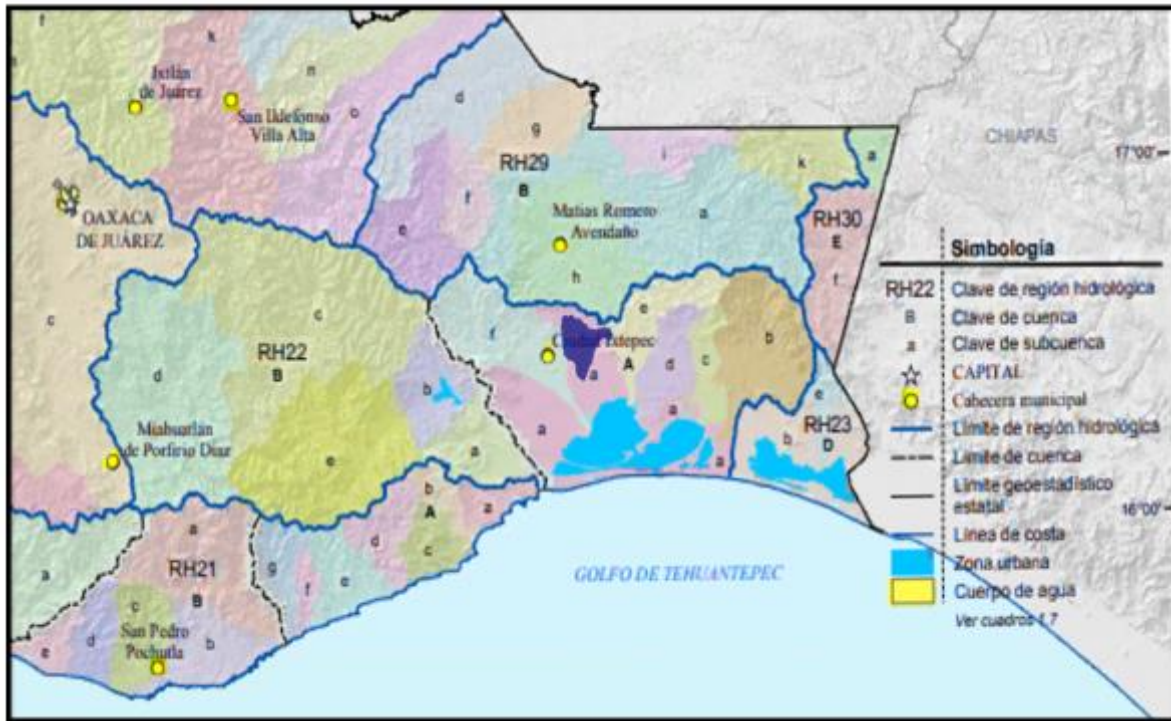 f
k
n
Ixtlán
de Juárez
San Ildefonso
Villa Alta
o
d
g
RH29
B
i
k
a
CHIAPAS
17°00'
OAXACA
DE JUÁREZ
e
f
Matías Romero
Avendaño
a
h
RH30
E
f
c
c
d
RH22
B
b
e
a
f
Ciudad Ixtepec
a
A
e
d
c
b
a
a
a
e
RH23
b
D
Miahuatlán
de Porfirio Díaz
Simbología
RH22 Clave de región hidrológica
B Clave de cuenca
a Clave de subcuenca
CAPITAL
Cabecera municipal
Límite de región hidrológica
Límite de cuenca
Límite geoestadístico
estatal
Línea de costa
Zona urbana
Cuerpo de agua
Ver cuadros 1.7
16°00'
b
A
a
d
c
a
RH21
B
g
f
e
a
c
d
San Pedro
Pochutla
b
e
GOLFO DE TEHUANTEPEC